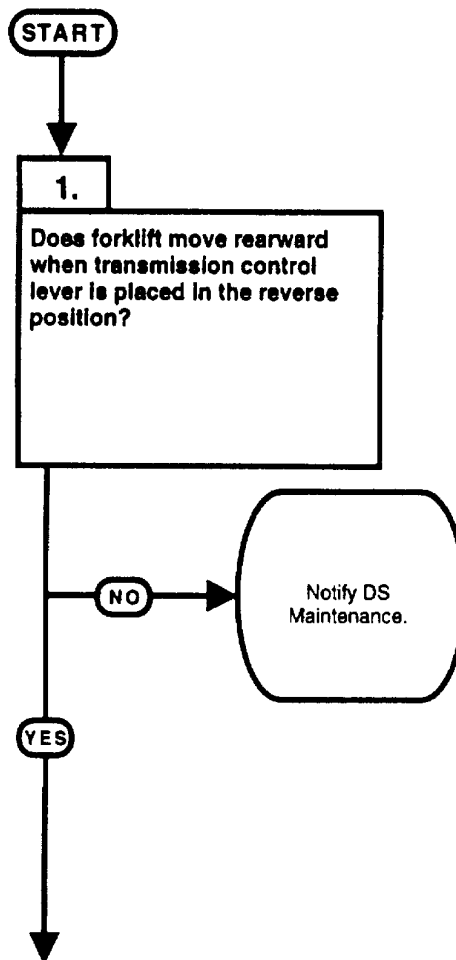 START
1.
Does forklift move rearward
when transmission control
lever is placed in the reverse
position?
NO
Notify DS
Maintenance.
YES